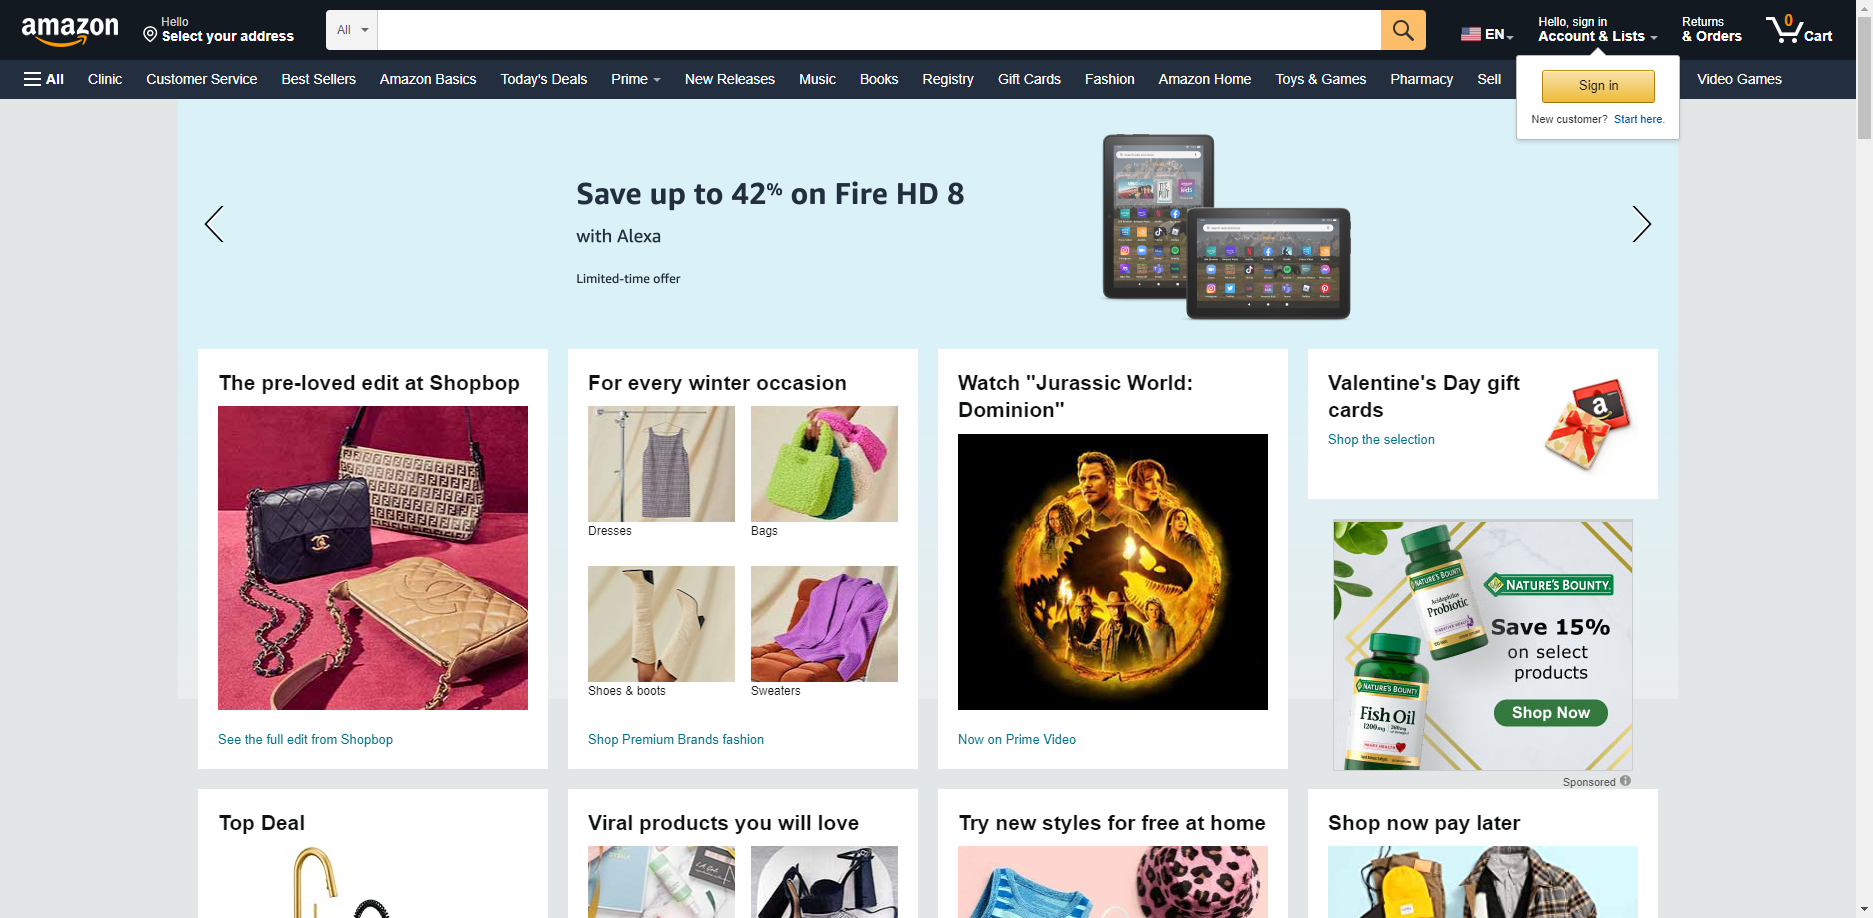 amazon
Hello
Select your address
All
EN
Hello, sign in
Account & Lists
Returns
& Orders
0
Cart
All
Clinic
Customer Service
Best Sellers
Amazon Basics
Today's Deals
Prime
New Releases
Music
Books
Registry
Gift Cards
Fashion
Amazon Home
Toys & Games
Pharmacy
Sell
Video Games
Sign in
New customer? Start here.
Save up to 42% on Fire HD 8
with Alexa
Limited-time offer
The pre-loved edit at Shopbop
See the full edit from Shopbop
For every winter occasion
Dresses
Bags
Shoes & boots
Sweaters
Shop Premium Brands fashion
Watch "Jurassic World:
Dominion"
Now on Prime Video
Valentine's Day gift
cards
Shop the selection
a
NATURE'S BOUNTY
Acidophilus
Probiotic
NATURE'S BOUNTY
Save 15%
on select
products
Shop Now
NATURE'S BOUNTY
Fish Oil
1200mg
Sponsored
Top Deal
Viral products you will love
Try new styles for free at home
Shop now pay later